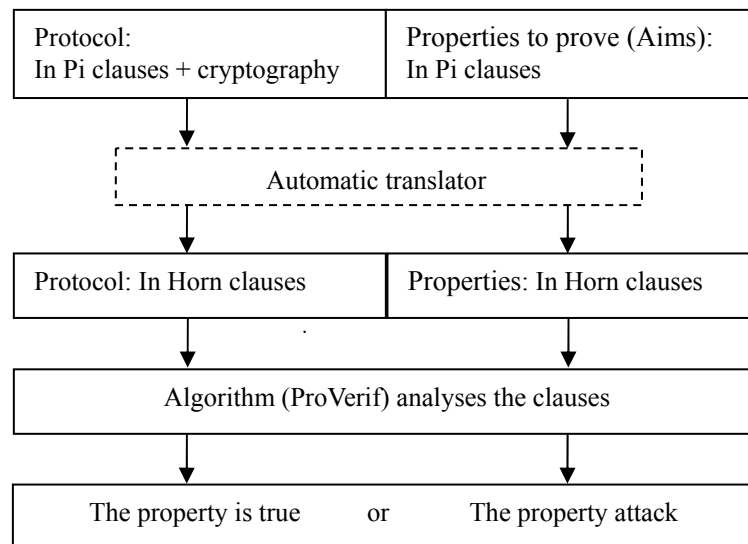 Protocol:
In Pi clauses + cryptography
Properties to prove (Aims):
In Pi clauses
Automatic translator
Protocol: In Horn clauses
Properties: In Horn clauses
Algorithm (ProVerif) analyses the clauses
The property is true or The property attack